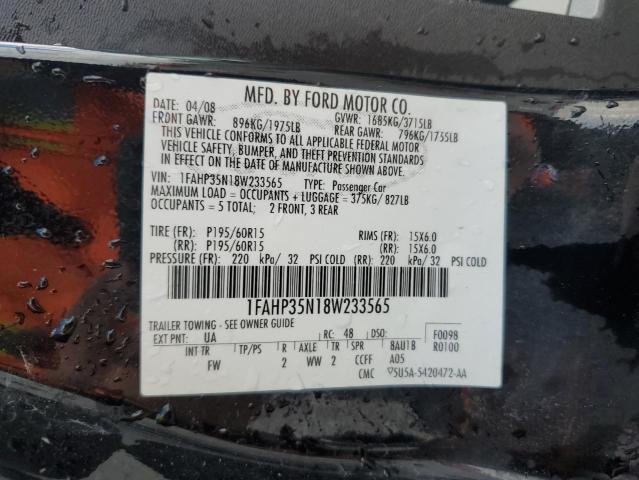 MFD. BY FORD MOTOR CO.
DATE: 04/08 GVWR: 1685KG/3715LB
FRONT GAWR: 896KG/1975LB REAR GAWR: 796KG/1755LB
THIS VEHICLE CONFORMS TO ALL APPLICABLE FEDERAL MOTOR
VEHICLE SAFETY, BUMPER, AND THEFT PREVENTION STANDARDS
IN EFFECT ON THE DATE OF MANUFACTURE SHOWN ABOVE.
VIN: 1FAHP35N18W233565 TYPE: Passenger Car
MAXIMUM LOAD = OCCUPANTS + LUGGAGE = 375KG/827LB
OCCUPANTS = 5 TOTAL; 2 FRONT, 3 REAR
TIRE (FR): P195/60R15 RIMS (FR): 15X6.0
(RR): P195/60R15 (RR): 15X6.0
PRESSURE (FR): 220 kPa/ 32 PSI COLD (RR): 220 kPa/ 32 PSI COLD
1FAHP35N18W233565
TRAILER TOWING - SEE OWNER GUIDE
EXT PNT: UA RC: 48 DSO: F0098
INT TR TP/PS R AXLE TR SPR 8AU1B R0100
FW 2 WW 2 CCFF A05
CMC 5U5A-5420472-AA